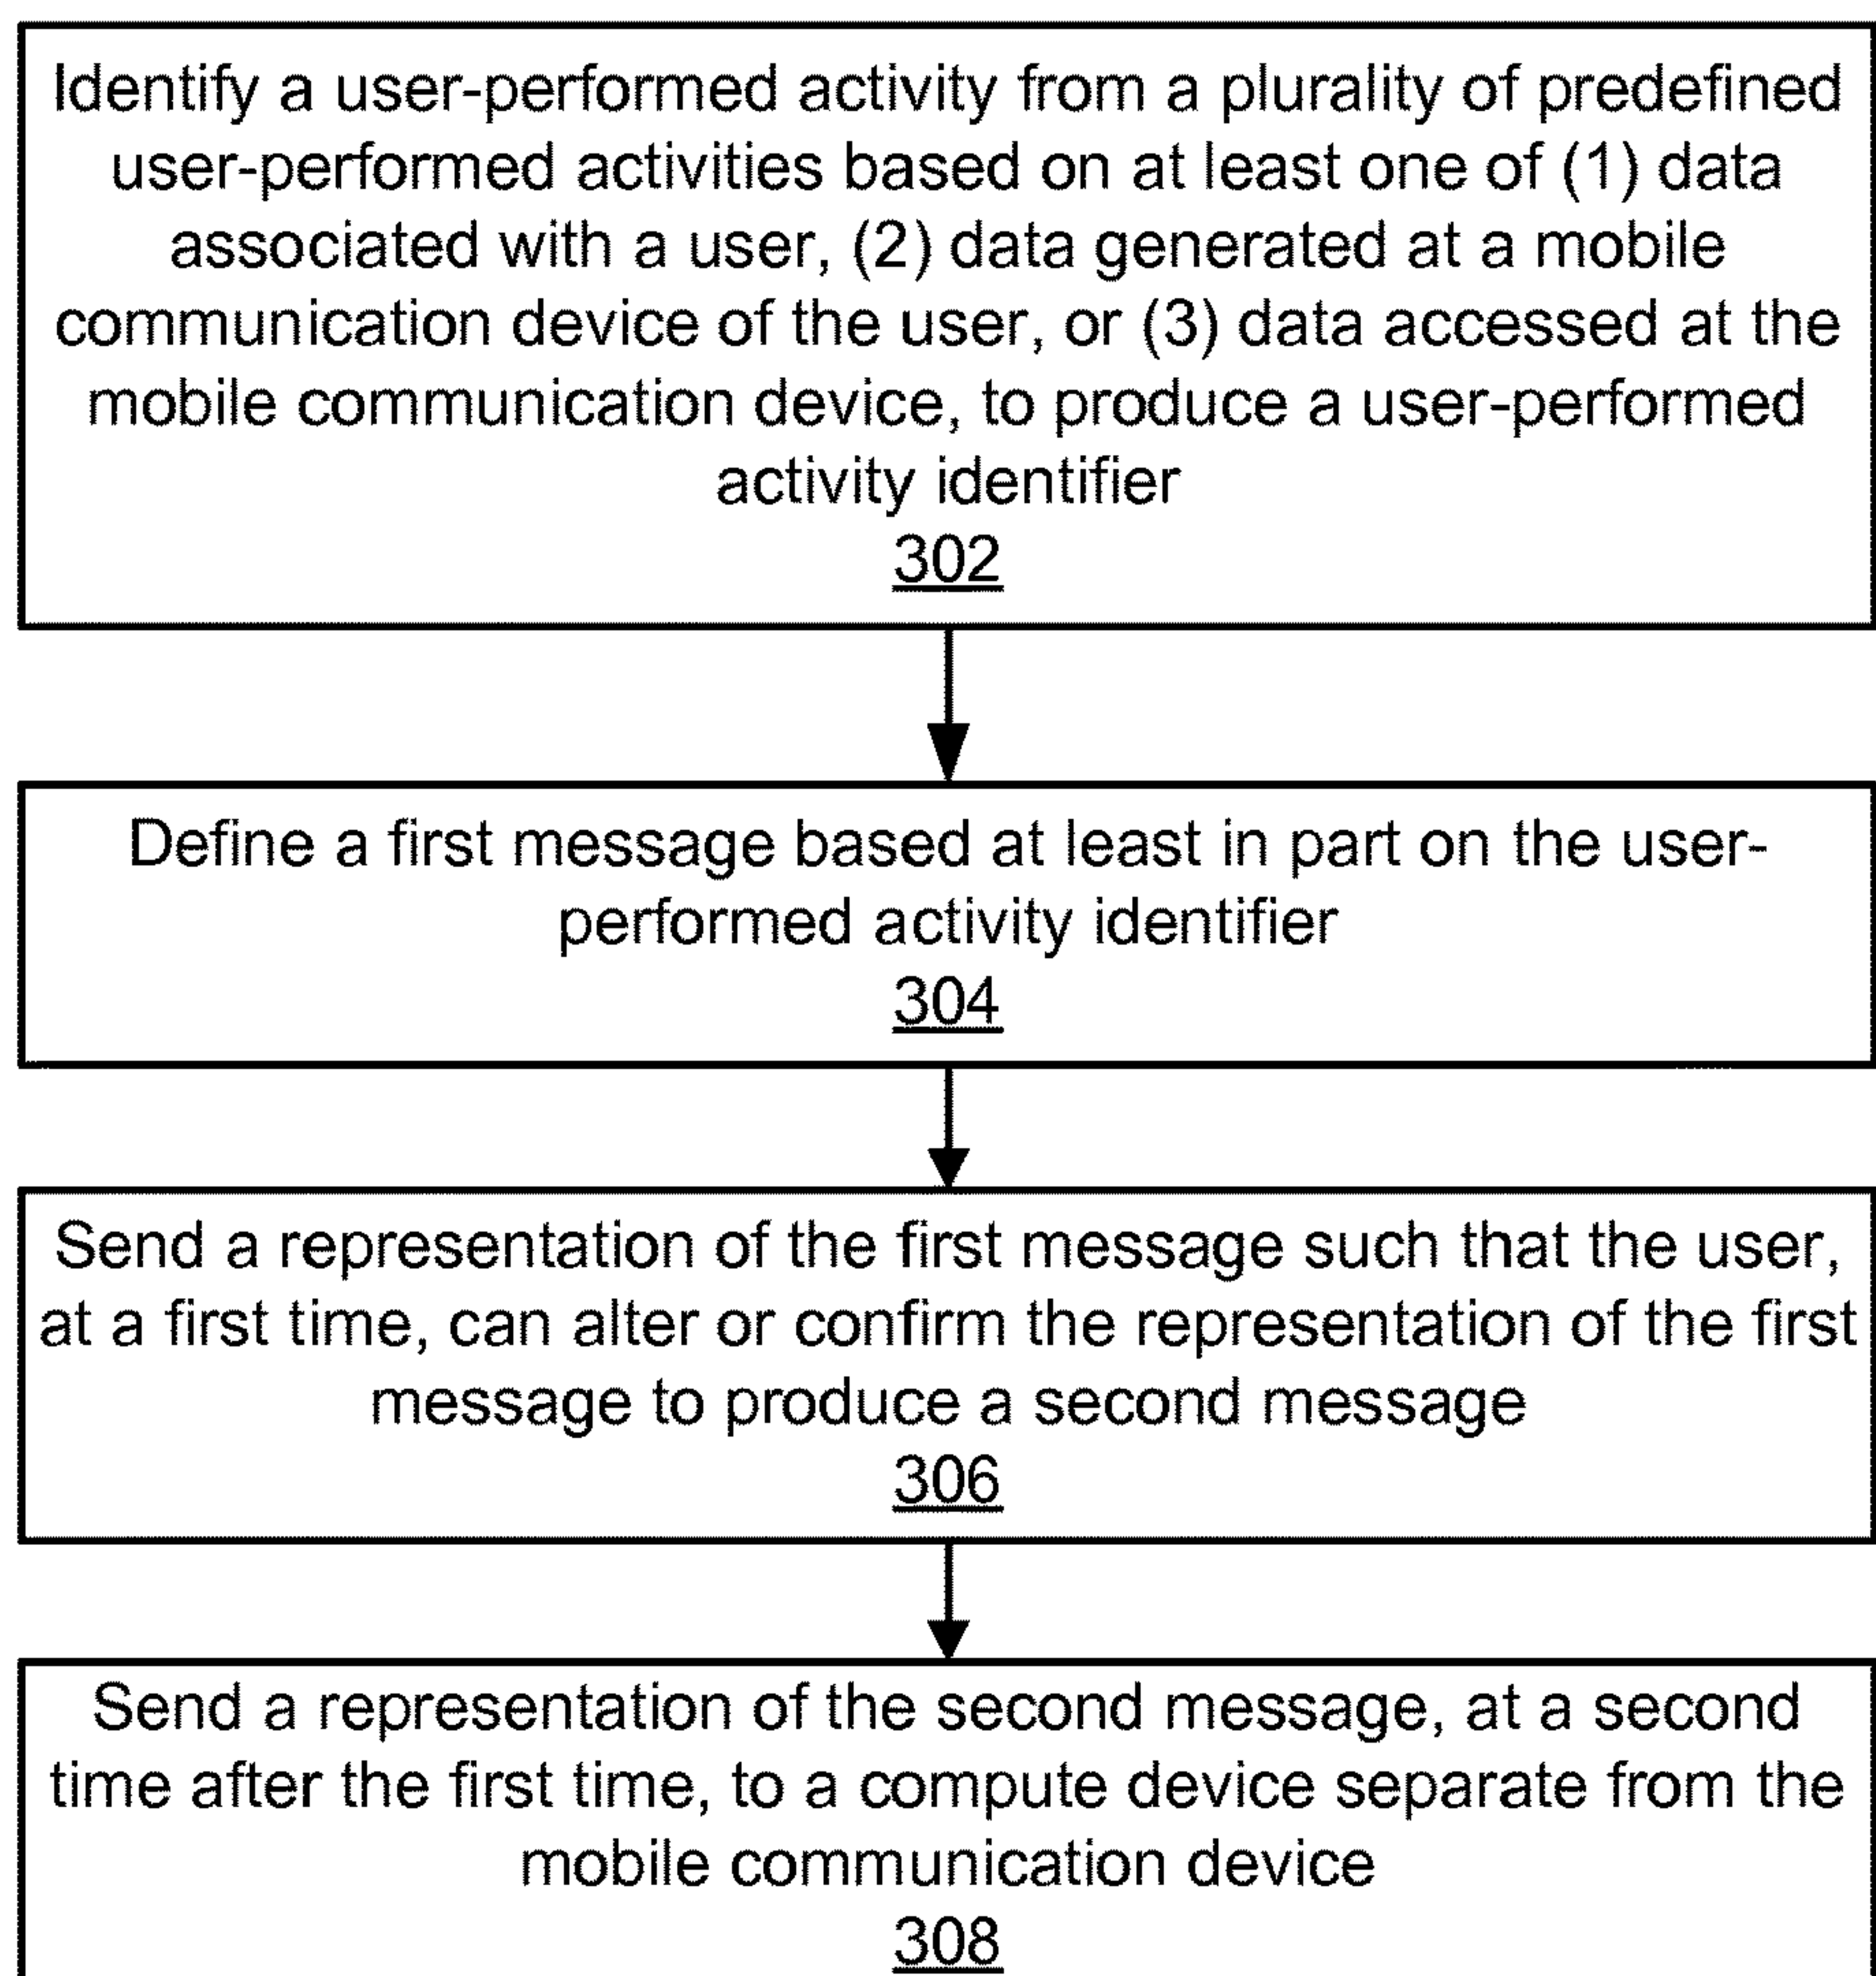 Identify a user-performed activity from a plurality of predefined
user-performed activities based on at least one of (1) data
associated with a user, (2) data generated at a mobile
communication device of the user, or (3) data accessed at the
mobile communication device, to produce a user-performed
activity identifier
302
Define a first message based at least in part on the user-
performed activity identifier
304
Send a representation of the first message such that the user,
at a first time, can alter or confirm the representation of the first
message to produce a second message
306
Send a representation of the second message, at a second
time after the first time, to a compute device separate from the
mobile communication device
308